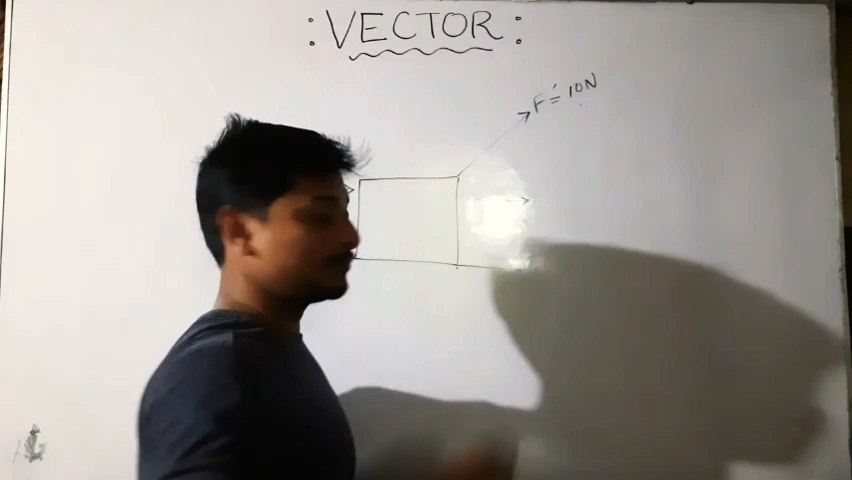 : VECTOR :
F = 10N